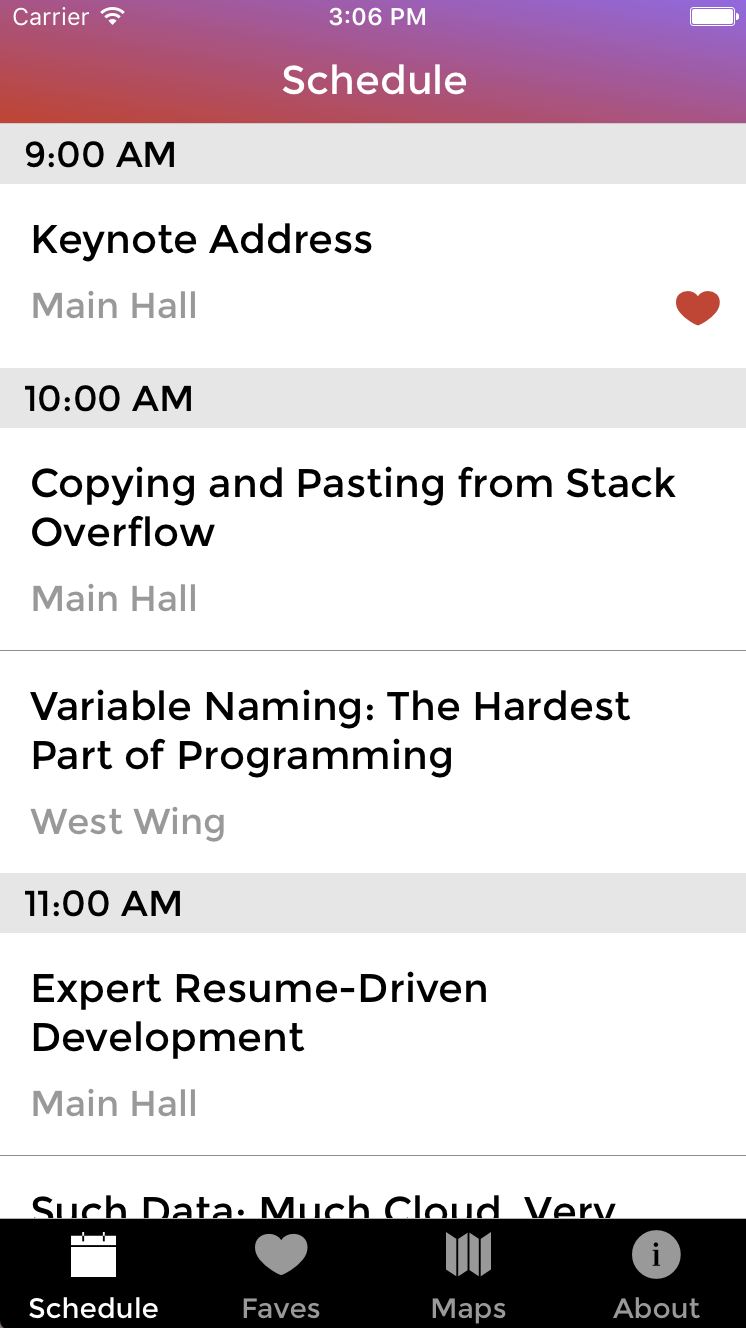 Carrier 3:06 PM
Schedule
9:00 AM
Keynote Address
Main Hall
10:00 AM
Copying and Pasting from Stack
Overflow
Main Hall
Variable Naming: The Hardest
Part of Programming
West Wing
11:00 AM
Expert Resume-Driven
Development
Main Hall
Such Data; Much Cloud, Very
Schedule Faves Maps About